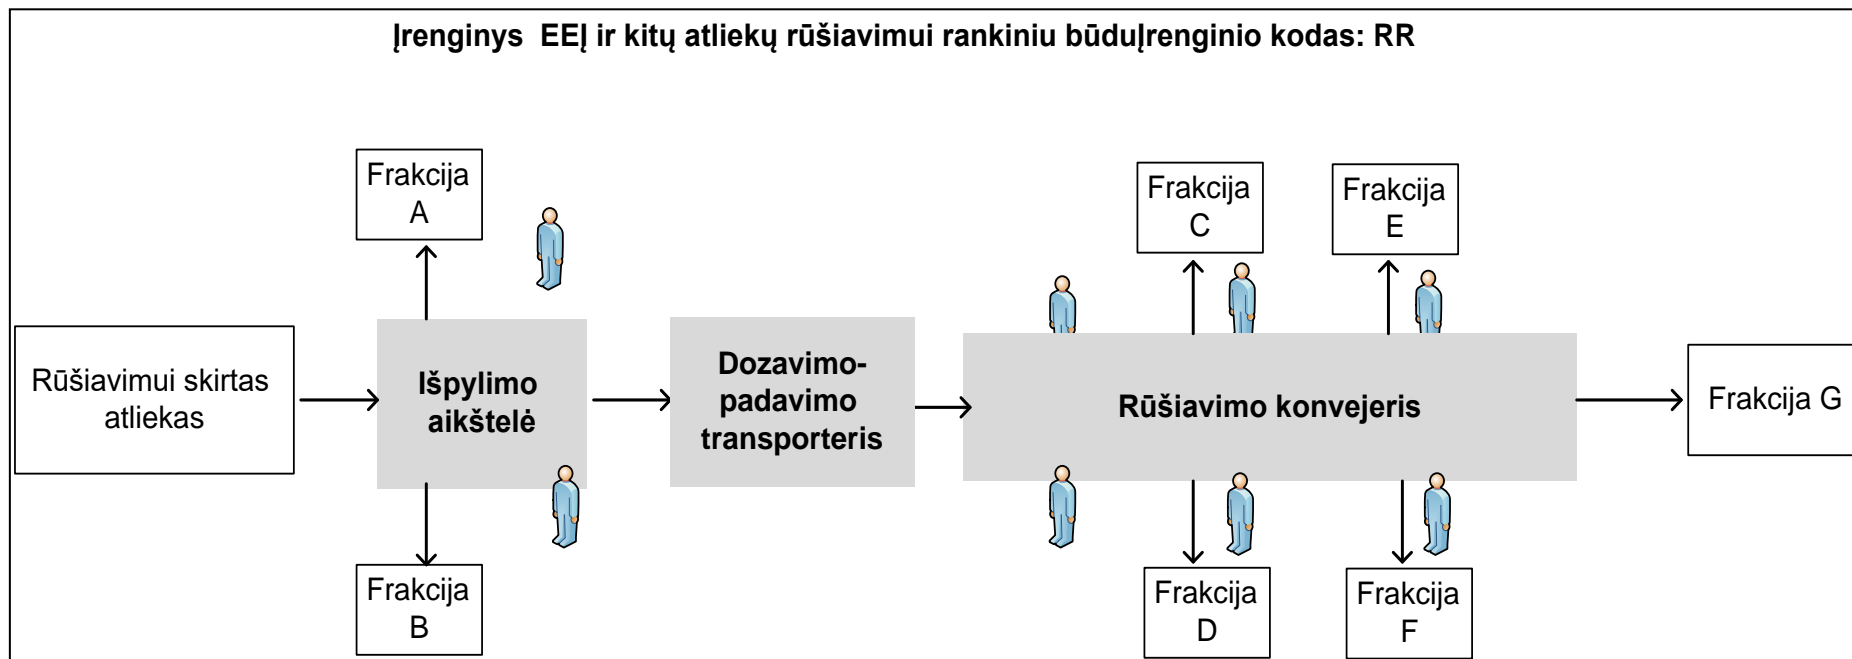 Įrenginys EEĮ ir kitų atliekų rūšiavimui rankiniu būduĮrenginio kodas: RR
Frakcija
A
Frakcija
C
Frakcija
E
Rūšiavimui skirtas
atliekas
Išpylimo
aikštelė
Dozavimo-
padavimo
transporteris
Rūšiavimo konvejeris
Frakcija G
Frakcija
B
Frakcija
D
Frakcija
F